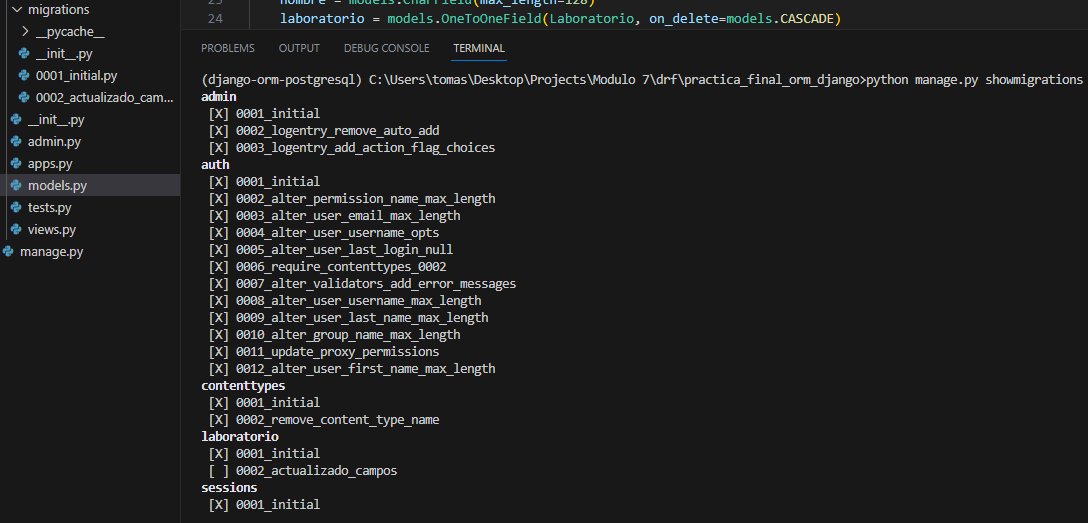 migrations
__pycache__
__init__.py
0001_initial.py
0002_actualizado_cam...
__init__.py
admin.py
apps.py
models.py
tests.py
views.py
manage.py
23 nombre = models.CharField(max_length=128)
24 laboratorio = models.OneToOneField(Laboratorio, on_delete=models.CASCADE)
PROBLEMS OUTPUT DEBUG CONSOLE TERMINAL
(django-orm-postgresql) C:\Users\tomas\Desktop\Projects\Modulo 7\drf\practica_final_orm_django>python manage.py showmigrations
admin
[X] 0001_initial
[X] 0002_logentry_remove_auto_add
[X] 0003_logentry_add_action_flag_choices
auth
[X] 0001_initial
[X] 0002_alter_permission_name_max_length
[X] 0003_alter_user_email_max_length
[X] 0004_alter_user_username_opts
[X] 0005_alter_user_last_login_null
[X] 0006_require_contenttypes_0002
[X] 0007_alter_validators_add_error_messages
[X] 0008_alter_user_username_max_length
[X] 0009_alter_user_last_name_max_length
[X] 0010_alter_group_name_max_length
[X] 0011_update_proxy_permissions
[X] 0012_alter_user_first_name_max_length
contenttypes
[X] 0001_initial
[X] 0002_remove_content_type_name
laboratorio
[X] 0001_initial
[ ] 0002_actualizado_campos
sessions
[X] 0001_initial